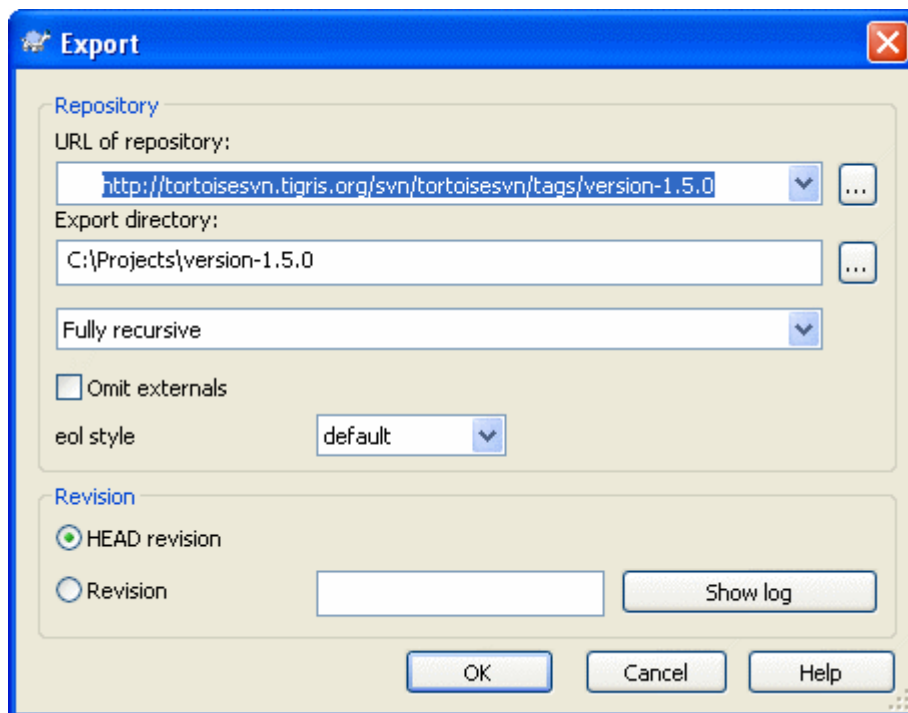 Export
Repository
URL of repository:
http://tortoisesvn.tigris.org/svn/tortoisesvn/tags/version-1.5.0
...
Export directory:
C:\Projects\version-1.5.0
...
Fully recursive
Omit externals
eol style default
Revision
HEAD revision
Revision Show log
OK Cancel Help